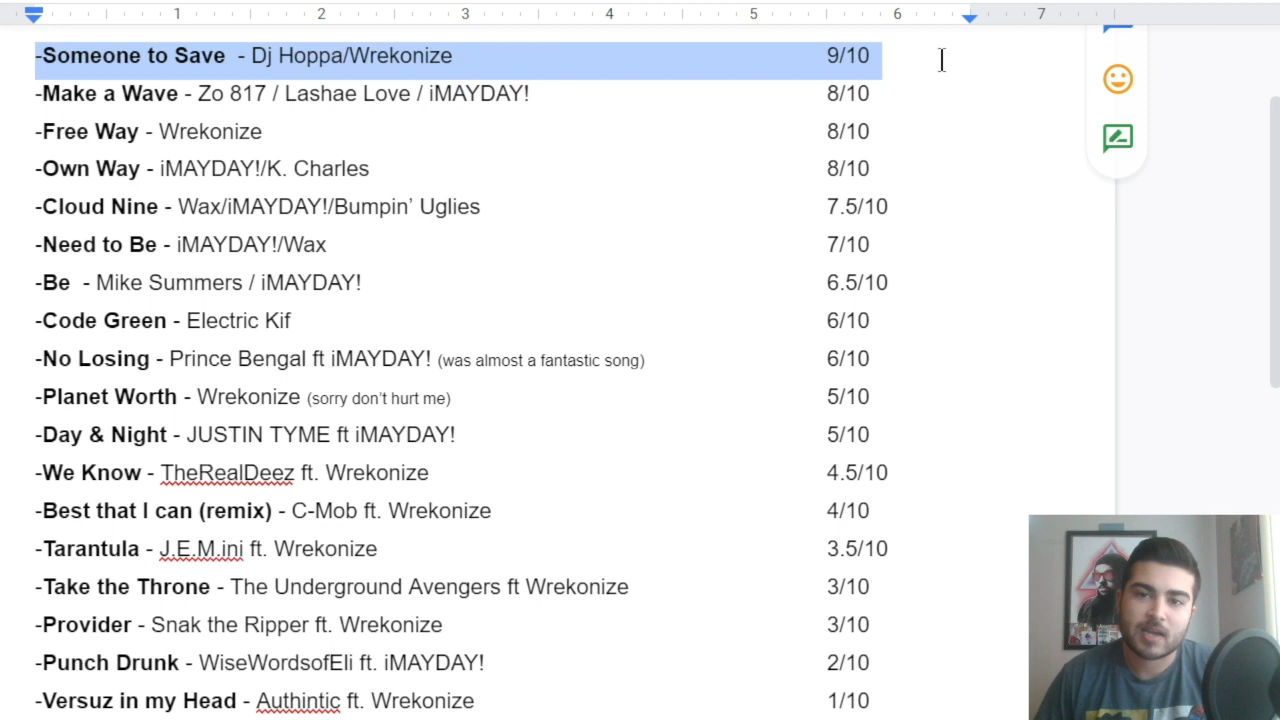 1 2 3 4 5 6 7
-Someone to Save - Dj Hoppa/Wrekonize 9/10
-Make a Wave - Zo 817 / Lashae Love / iMAYDAY! 8/10
-Free Way - Wrekonize 8/10
-Own Way - iMAYDAY!/K. Charles 8/10
-Cloud Nine - Wax/iMAYDAY!/Bumpin’ Uglies 7.5/10
-Need to Be - iMAYDAY!/Wax 7/10
-Be - Mike Summers / iMAYDAY! 6.5/10
-Code Green - Electric Kif 6/10
-No Losing - Prince Bengal ft iMAYDAY! (was almost a fantastic song) 6/10
-Planet Worth - Wrekonize (sorry don’t hurt me) 5/10
-Day & Night - JUSTIN TYME ft iMAYDAY! 5/10
-We Know - TheRealDeez ft. Wrekonize 4.5/10
-Best that I can (remix) - C-Mob ft. Wrekonize 4/10
-Tarantula - J.E.M.ini ft. Wrekonize 3.5/10
-Take the Throne - The Underground Avengers ft Wrekonize 3/10
-Provider - Snak the Ripper ft. Wrekonize 3/10
-Punch Drunk - WiseWordsofEli ft. iMAYDAY! 2/10
-Versuz in my Head - Authintic ft. Wrekonize 1/10